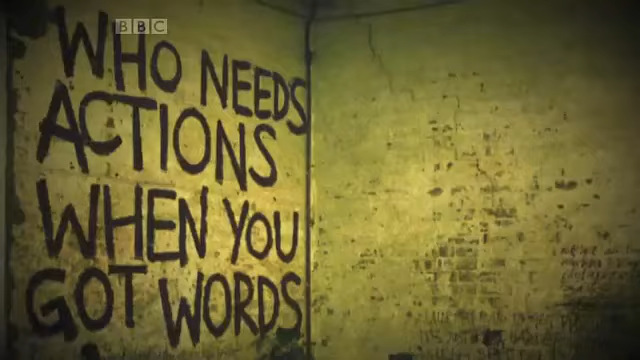 BBC
WHO NEEDS
ACTIONS
WHEN YOU
GOT WORDS